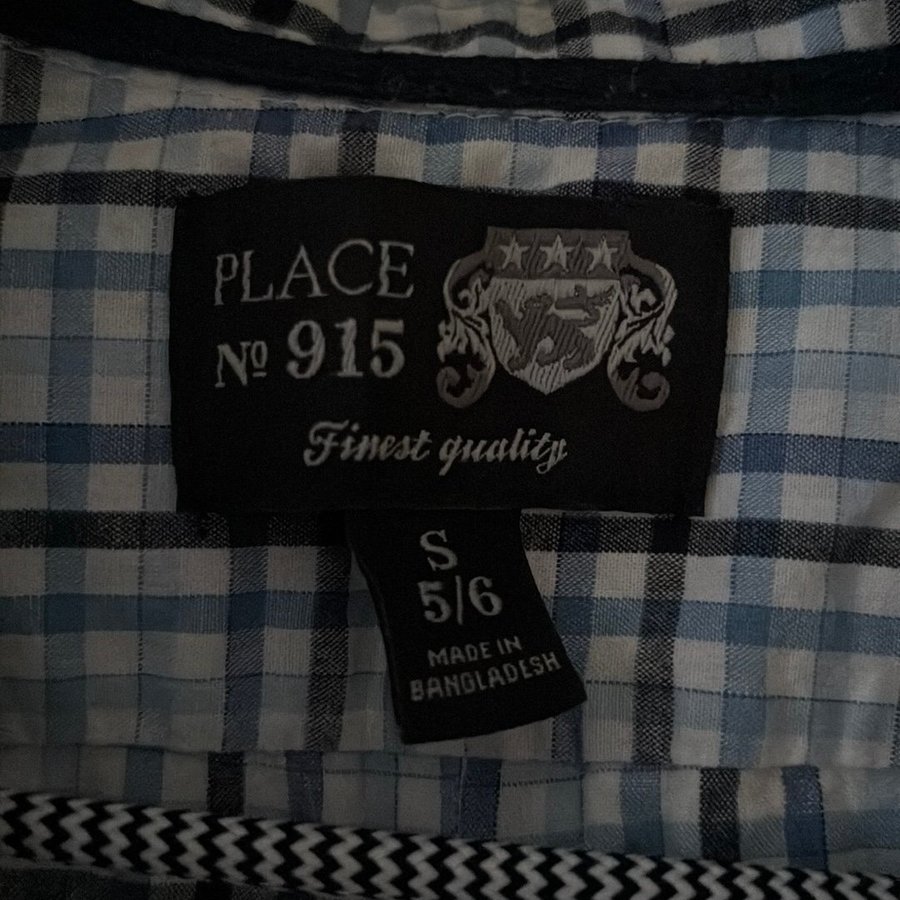 PLACE
Nº 915
Finest quality
S
5/6
MADE IN
BANGLADESH